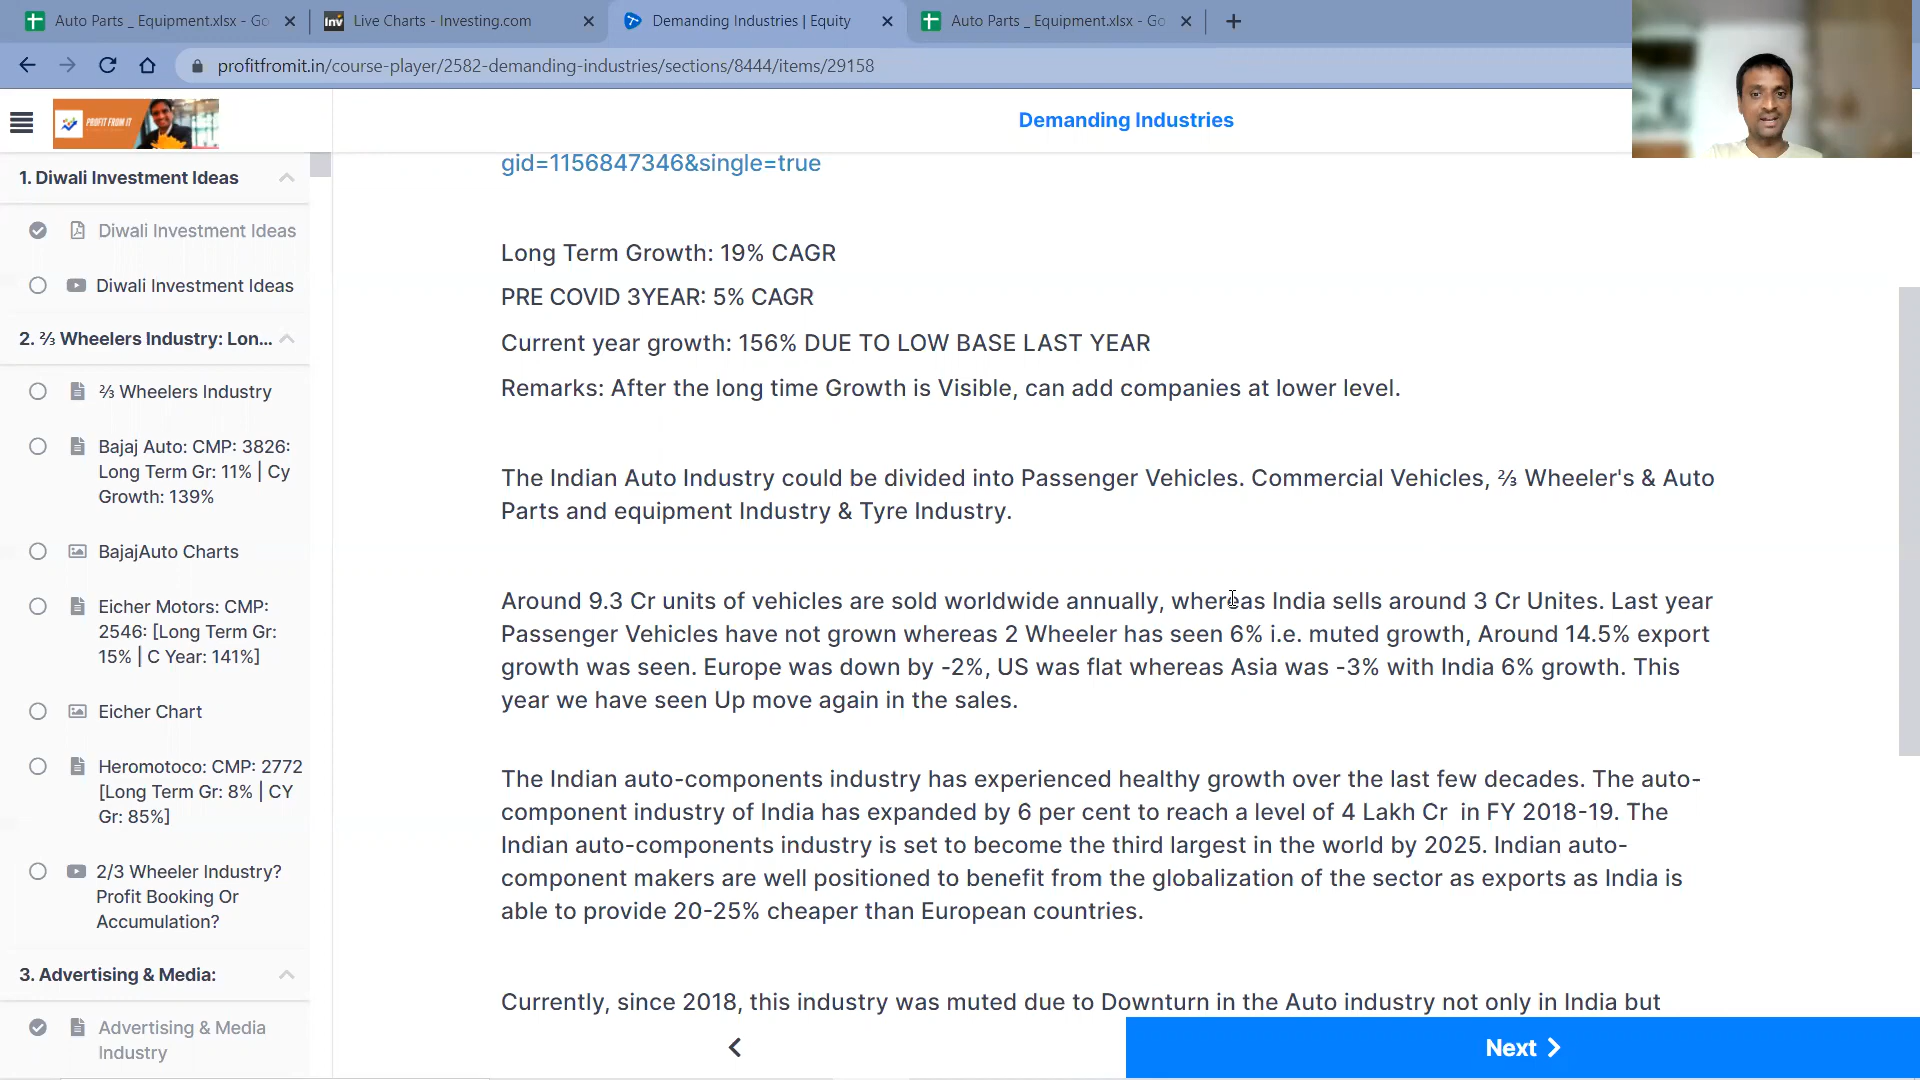 Auto Parts _ Equipment.xlsx - Go
Live Charts - Investing.com
Demanding Industries | Equity
Auto Parts _ Equipment.xlsx - Go
profitfromit.in/course-player/2582-demanding-industries/sections/8444/items/29158
PROFIT FROM IT
Demanding Industries
1. Diwali Investment Ideas
Diwali Investment Ideas
Diwali Investment Ideas
2. ⅔ Wheelers Industry: Lon...
⅔ Wheelers Industry
Bajaj Auto: CMP: 3826:
Long Term Gr: 11% | Cy
Growth: 139%
BajajAuto Charts
Eicher Motors: CMP:
2546: [Long Term Gr:
15% | C Year: 141%]
Eicher Chart
Heromotoco: CMP: 2772
[Long Term Gr: 8% | CY
Gr: 85%]
2/3 Wheeler Industry?
Profit Booking Or
Accumulation?
3. Advertising & Media:
Advertising & Media
Industry
gid=1156847346&single=true
Long Term Growth: 19% CAGR
PRE COVID 3YEAR: 5% CAGR
Current year growth: 156% DUE TO LOW BASE LAST YEAR
Remarks: After the long time Growth is Visible, can add companies at lower level.
The Indian Auto Industry could be divided into Passenger Vehicles. Commercial Vehicles, ⅔ Wheeler's & Auto
Parts and equipment Industry & Tyre Industry.
Around 9.3 Cr units of vehicles are sold worldwide annually, whereas India sells around 3 Cr Unites. Last year
Passenger Vehicles have not grown whereas 2 Wheeler has seen 6% i.e. muted growth, Around 14.5% export
growth was seen. Europe was down by -2%, US was flat whereas Asia was -3% with India 6% growth. This
year we have seen Up move again in the sales.
The Indian auto-components industry has experienced healthy growth over the last few decades. The auto-
component industry of India has expanded by 6 per cent to reach a level of 4 Lakh Cr  in FY 2018-19. The
Indian auto-components industry is set to become the third largest in the world by 2025. Indian auto-
component makers are well positioned to benefit from the globalization of the sector as exports as India is
able to provide 20-25% cheaper than European countries.
Currently, since 2018, this industry was muted due to Downturn in the Auto industry not only in India but
Next